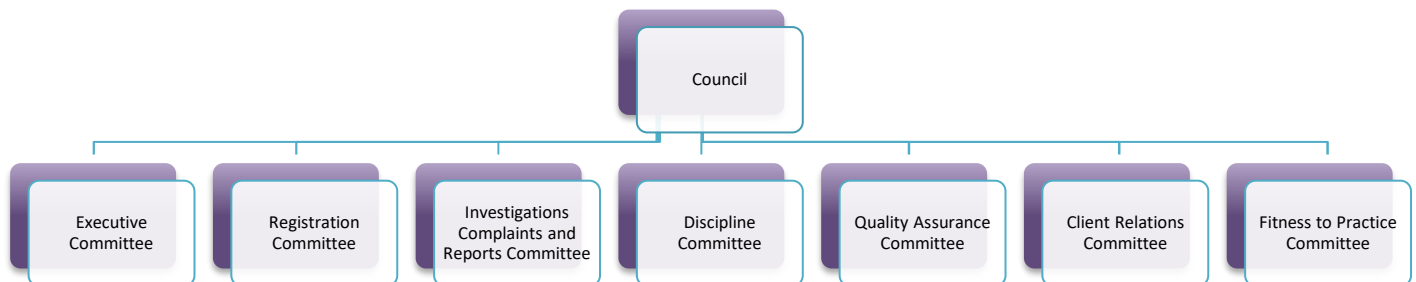 Council
Executive
Committee
Registration
Committee
Investigations
Complaints and
Reports Committee
Discipline
Committee
Quality Assurance
Committee
Client Relations
Committee
Fitness to Practice
Committee